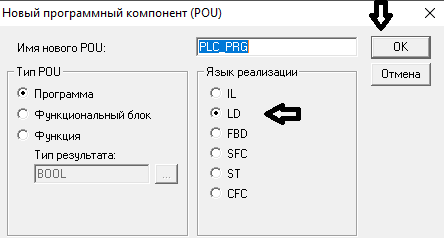 Новый программный компонент (POU)
Имя нового POU:
PLC_PRG
OK
Отмена
Тип POU
Программа
Функциональный блок
Функция
Тип результата:
BOOL
...
Язык реализации
IL
LD
FBD
SFC
ST
CFC